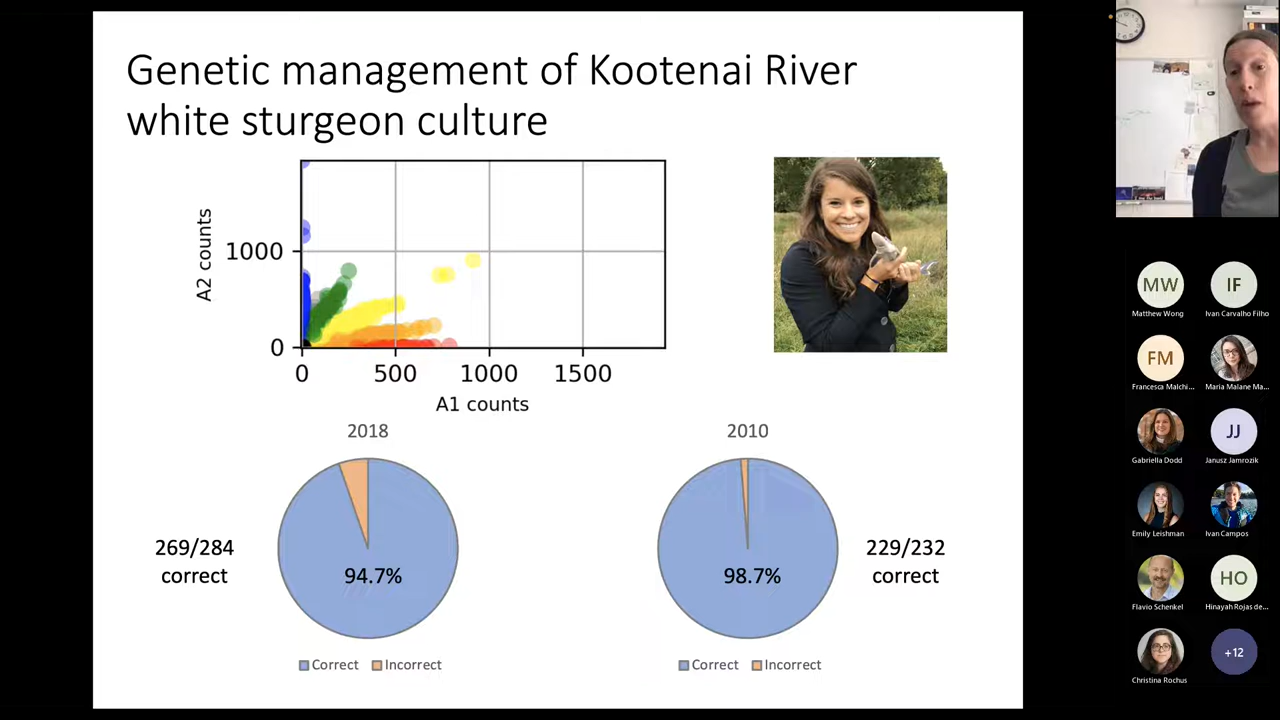 Genetic management of Kootenai River
white sturgeon culture
A2 counts
1000
0
0 500 1000 1500
A1 counts
2018
269/284
correct
94.7%
Correct Incorrect
2010
98.7%
229/232
correct
Correct Incorrect
MW
Matthew Wong
IF
Ivan Carvalho Filho
FM
Francesca Malchi...
Maria Malane Ma...
Gabriella Dodd
JJ
Janusz Jamrozik
Emily Leishman
Ivan Campos
Flavio Schenkel
HO
Hinayah Rojas de...
Christina Rochus
+12